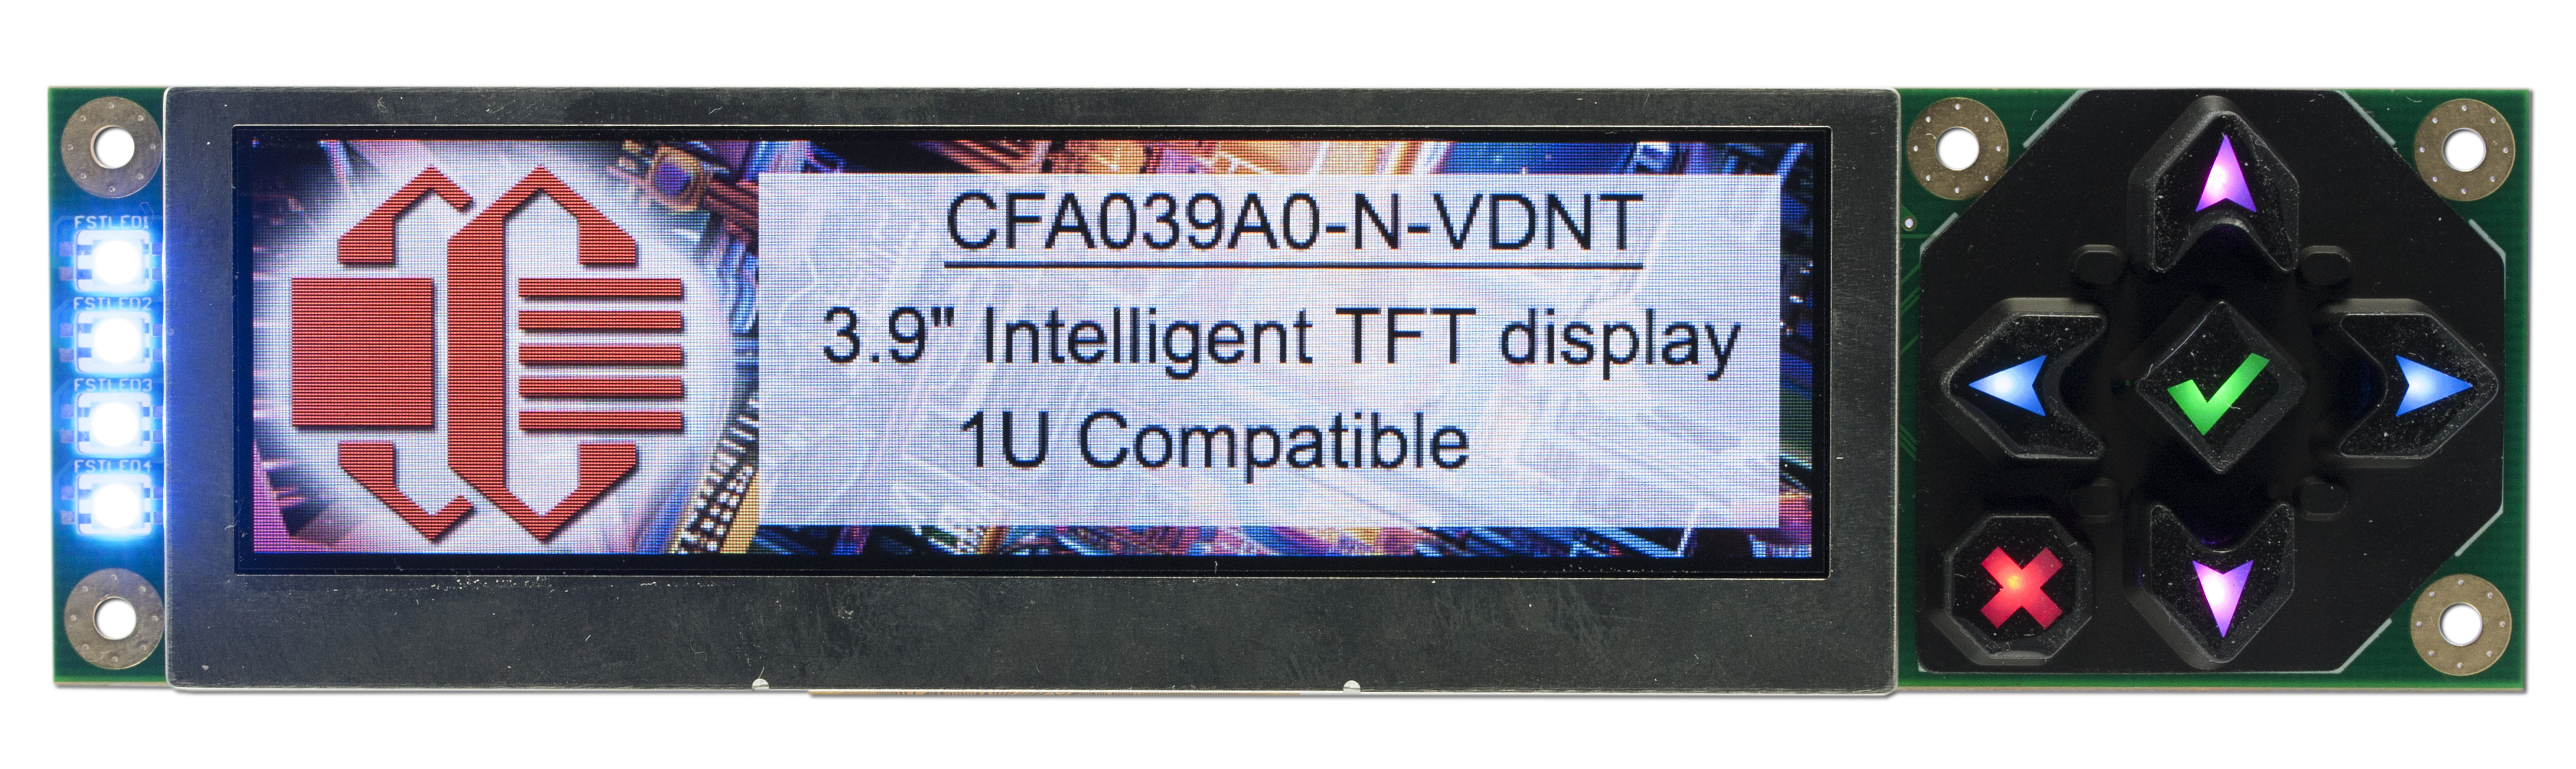 CFA039A0-N-VDNT
3.9" Intelligent TFT display
1U Compatible
FSTLED1
FSTLED2
FSTLED3
FSTLED4